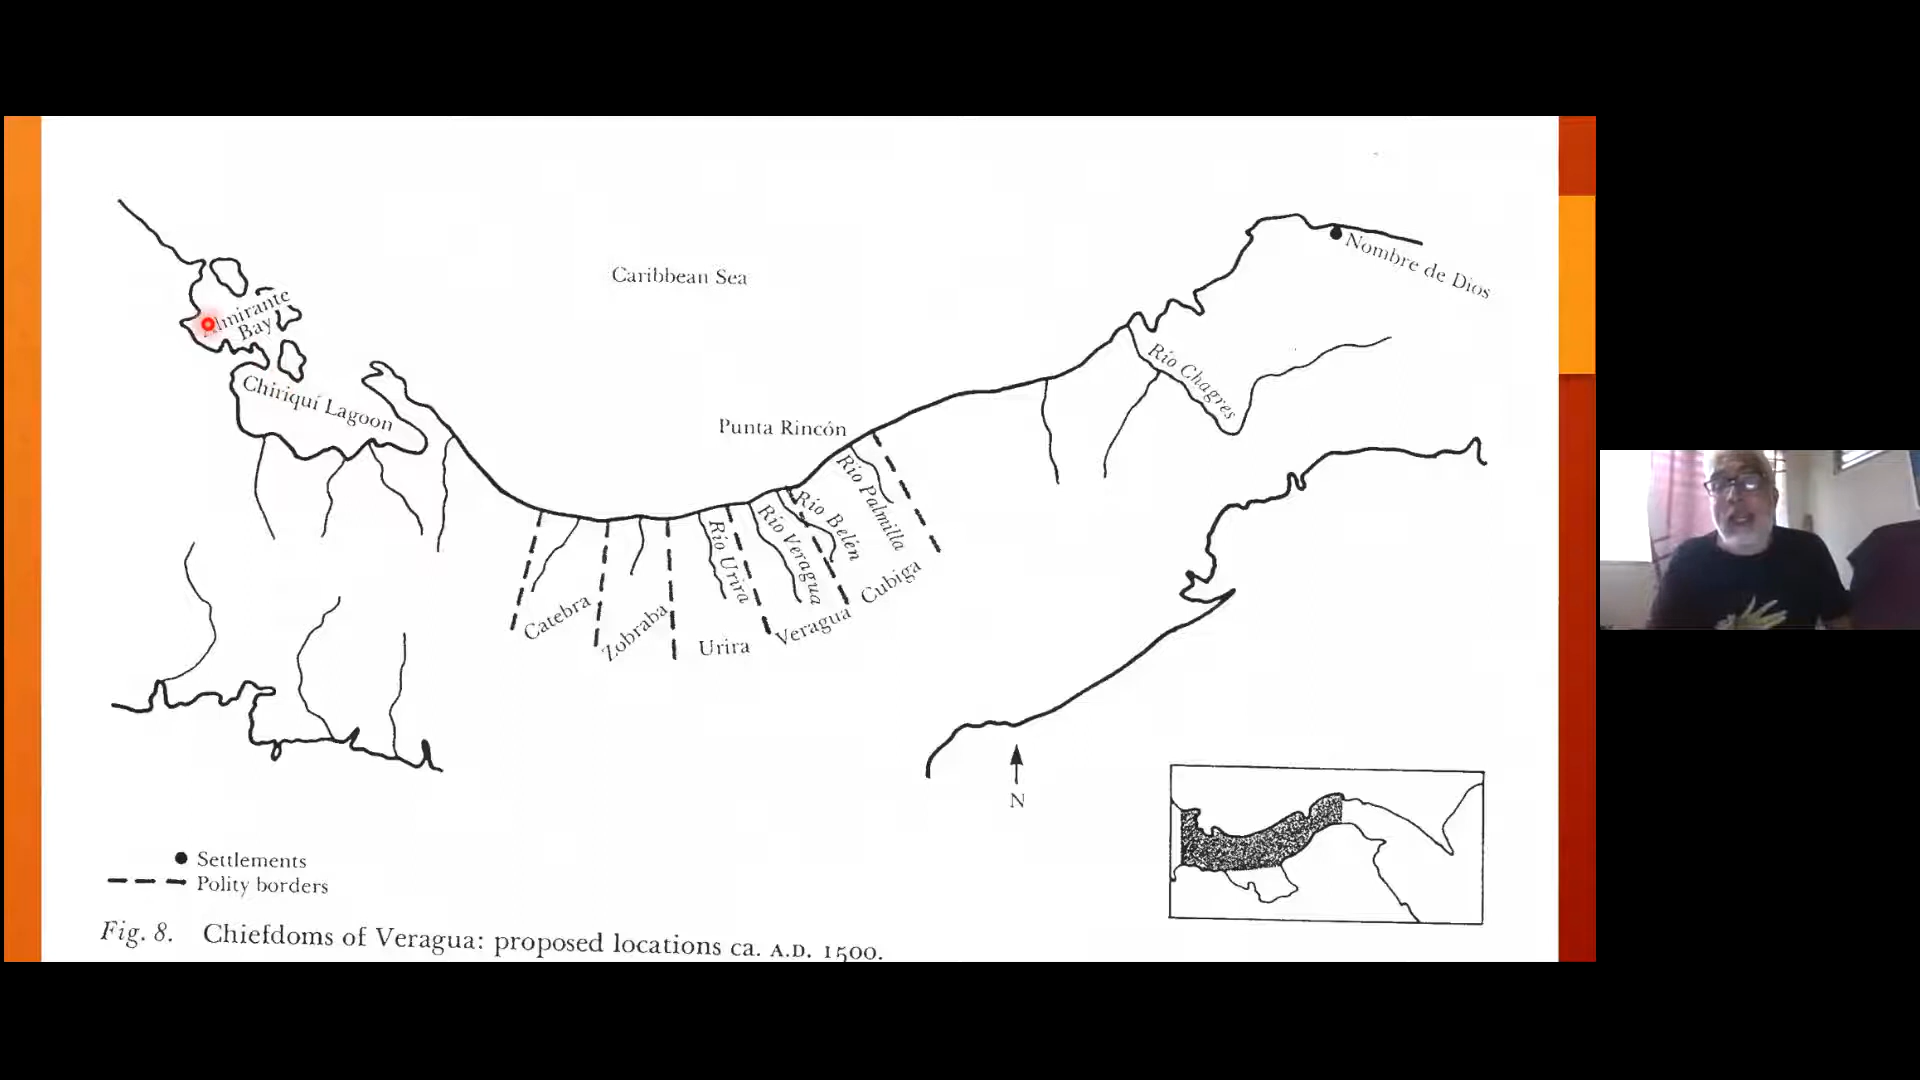 Caribbean Sea
Nombre de Dios
Almirante
Bay
Chiriquí Lagoon
Río Chagres
Punta Rincón
Río Palmilla
Río Belén
Río Veragua
Río Urira
Cubiga
Catebra
Zobraba
Urira
Veragua
N
Settlements
Polity borders
Fig. 8. Chiefdoms of Veragua: proposed locations ca. A.D. 1500.